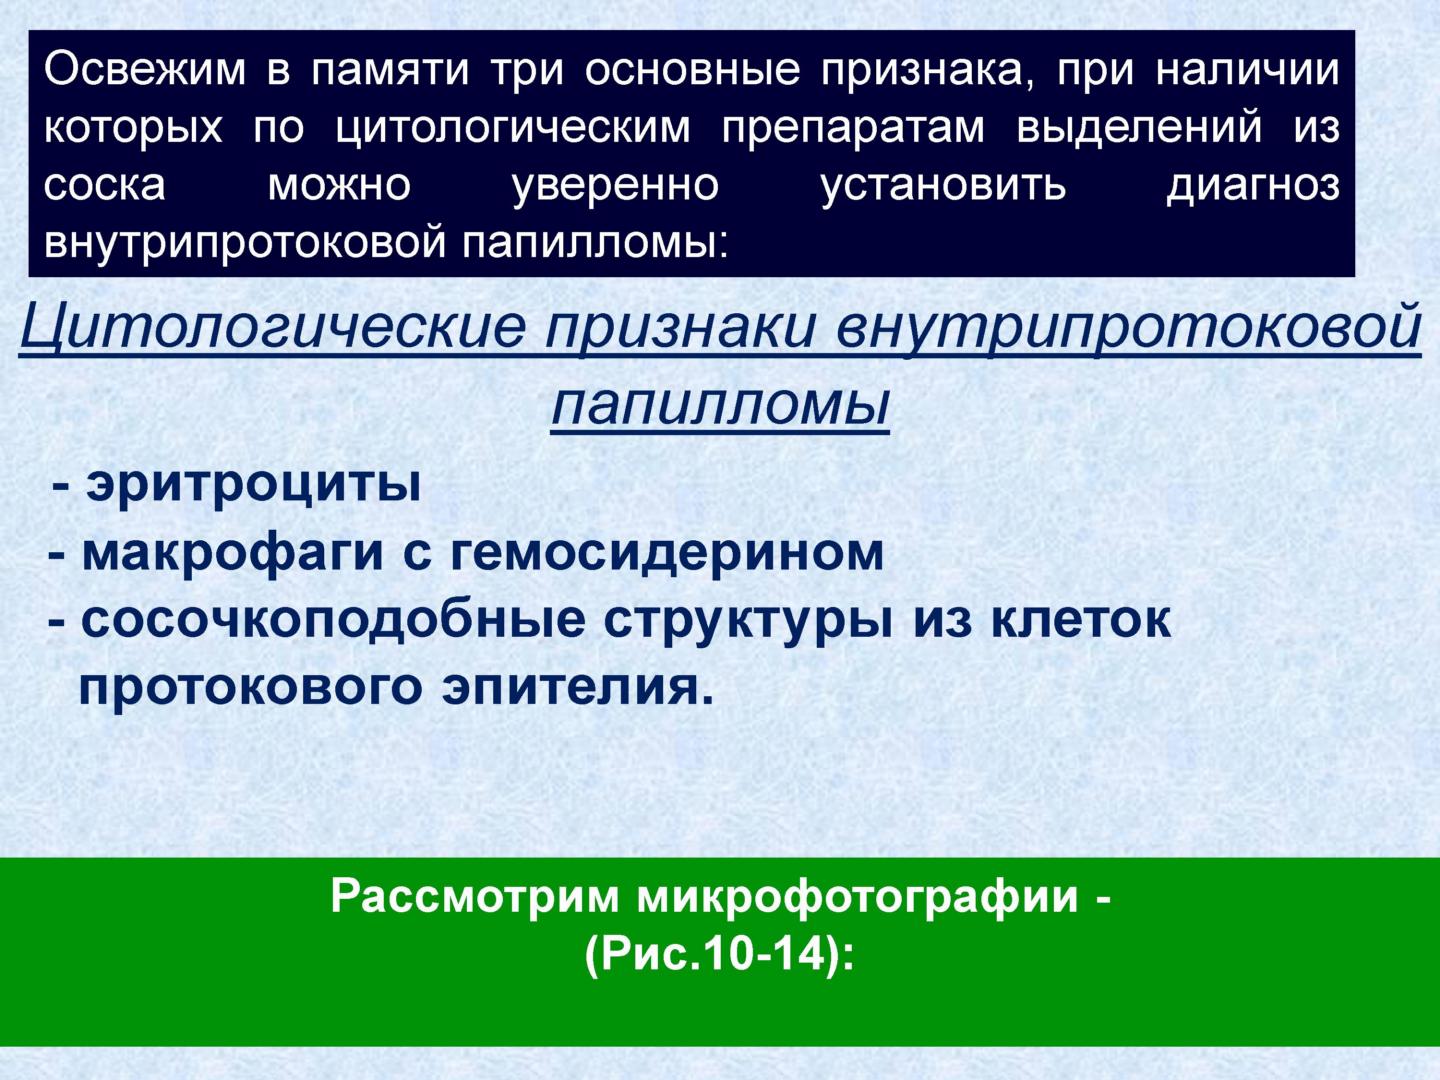 Освежим в памяти три основные признака, при наличии
которых по цитологическим препаратам выделений из
соска можно уверенно установить диагноз
внутрипротоковой папилломы:
Цитологические признаки внутрипротоковой
папилломы
- эритроциты
- макрофаги с гемосидерином
- сосочкоподобные структуры из клеток
протокового эпителия.
Рассмотрим микрофотографии -
(Рис.10-14):